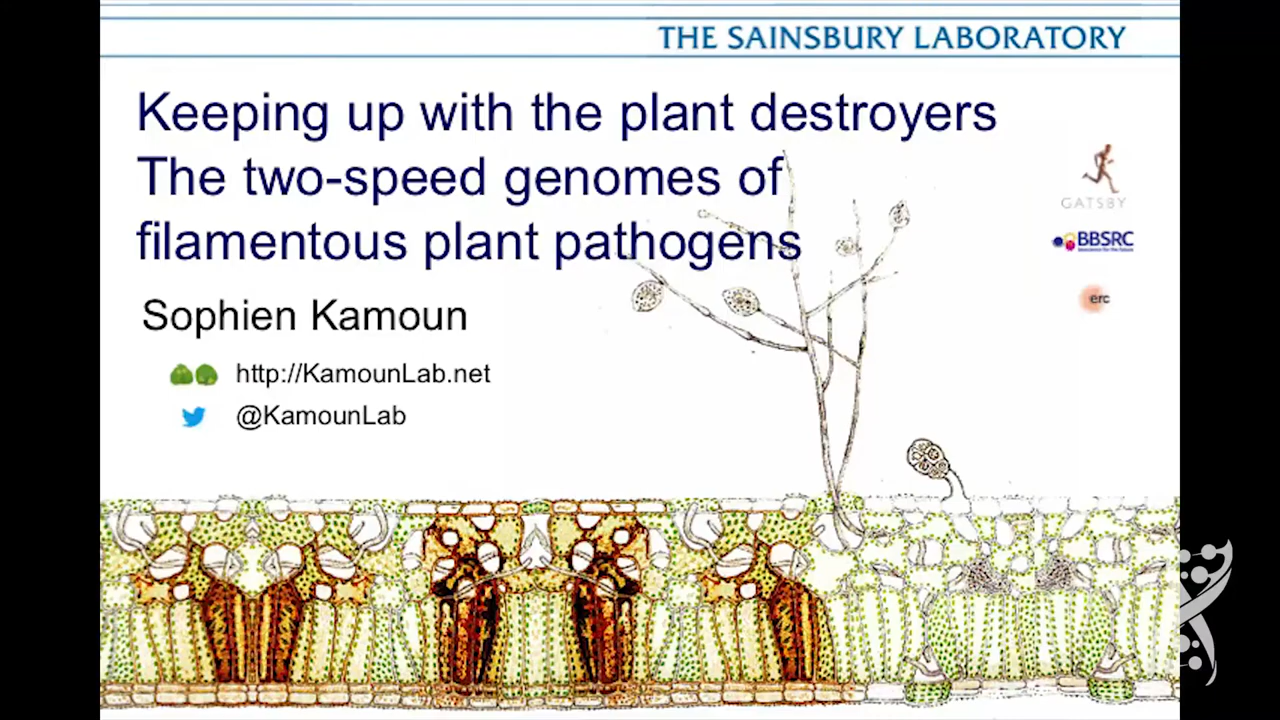 THE SAINSBURY LABORATORY
Keeping up with the plant destroyers
The two-speed genomes of
filamentous plant pathogens
Sophien Kamoun
http://KamounLab.net
@KamounLab
GATSBY
BBSRC
erc